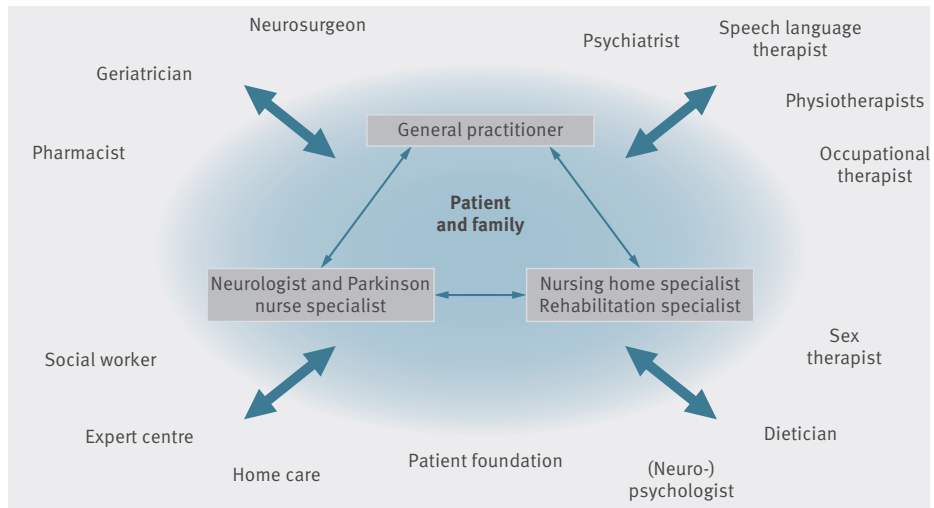 Neurosurgeon
Psychiatrist
Speech language
therapist
Geriatrician
Physiotherapists
General practitioner
Pharmacist
Occupational
therapist
Patient
and family
Neurologist and Parkinson
nurse specialist
Nursing home specialist
Rehabilitation specialist
Social worker
Sex
therapist
Expert centre
Dietician
Home care
Patient foundation
(Neuro-)
psychologist